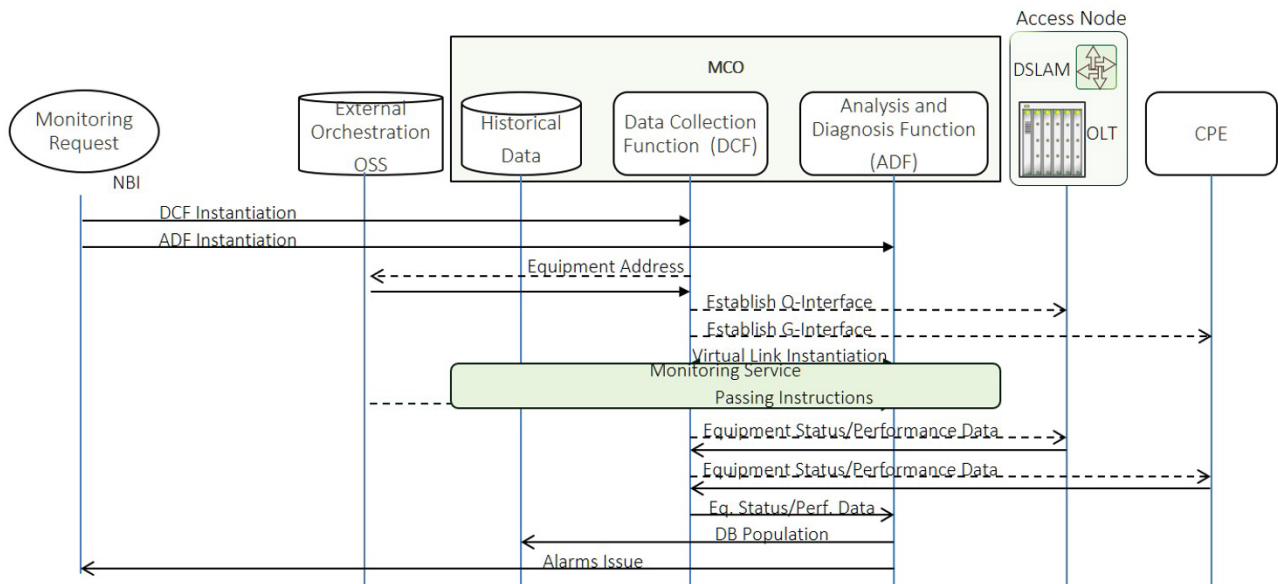 Access Node
MCO
DSLAM
OLT
Monitoring
Request
External
Orchestration
OSS
Historical
Data
Data Collection
Function (DCF)
Analysis and
Diagnosis Function
(ADF)
CPE
NBI
DCF Instantiation
ADF Instantiation
Equipment Address
Establish Q-Interface
Establish G-Interface
Virtual Link Instantiation
Monitoring Service
Passing Instructions
Equipment Status/Performance Data
Equipment Status/Performance Data
Eq. Status/Perf. Data
DB Population
Alarms Issue